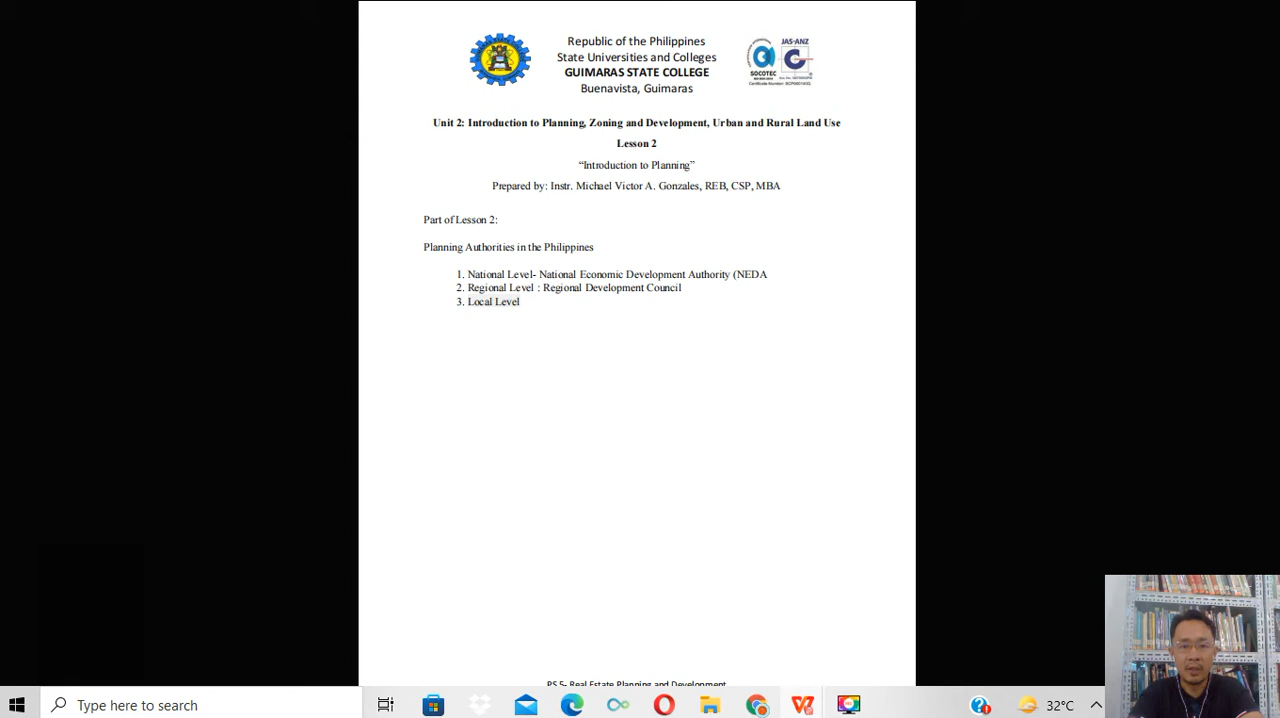 Republic of the Philippines
State Universities and Colleges
GUIMARAS STATE COLLEGE
Buenavista, Guimaras
JAS-ANZ
SOCOTEC
Unit 2: Introduction to Planning, Zoning and Development, Urban and Rural Land Use
Lesson 2
“Introduction to Planning”
Prepared by: Instr. Michael Victor A. Gonzales, REB, CSP, MBA
Part of Lesson 2:
Planning Authorities in the Philippines
1. National Level- National Economic Development Authority (NEDA
2. Regional Level : Regional Development Council
3. Local Level
PS 5- Real Estate Planning and Development
Type here to search
32°C